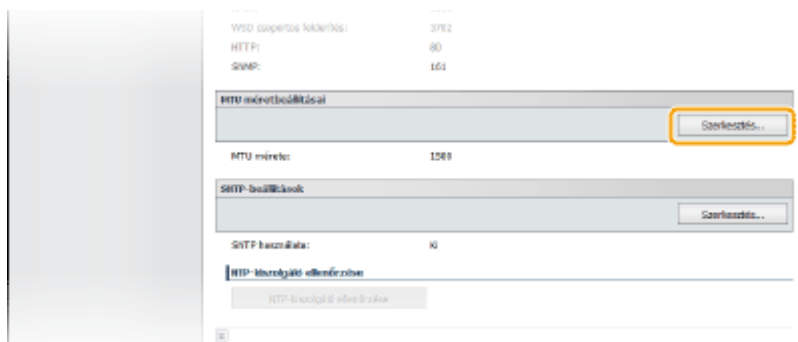 WSD csoportos felderítés: 3702
HTTP: 80
SNMP: 161
MTU méretbeállításai
Szerkesztés...
MTU mérete: 1500
SNTP-beállítások
Szerkesztés...
SNTP használata: Ki
NTP-kiszolgáló ellenőrzése
NTP-kiszolgáló ellenőrzése